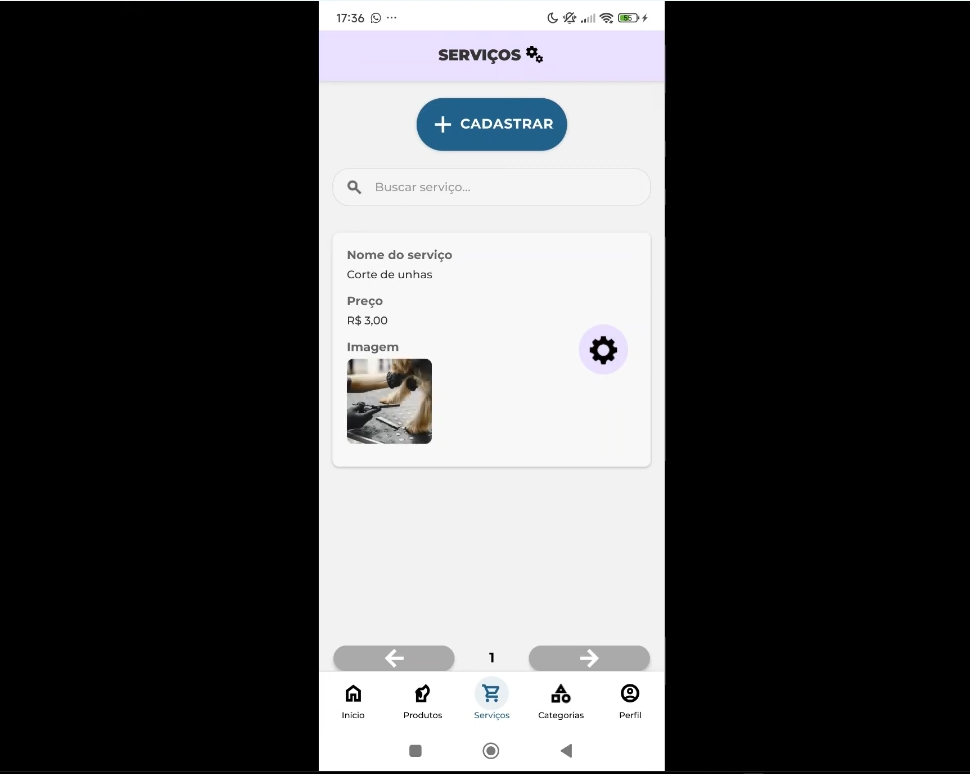 17:36
SERVIÇOS
+ CADASTRAR
Buscar serviço...
Nome do serviço
Corte de unhas
Preço
R$ 3,00
Imagem
1
Início
Produtos
Serviços
Categorias
Perfil